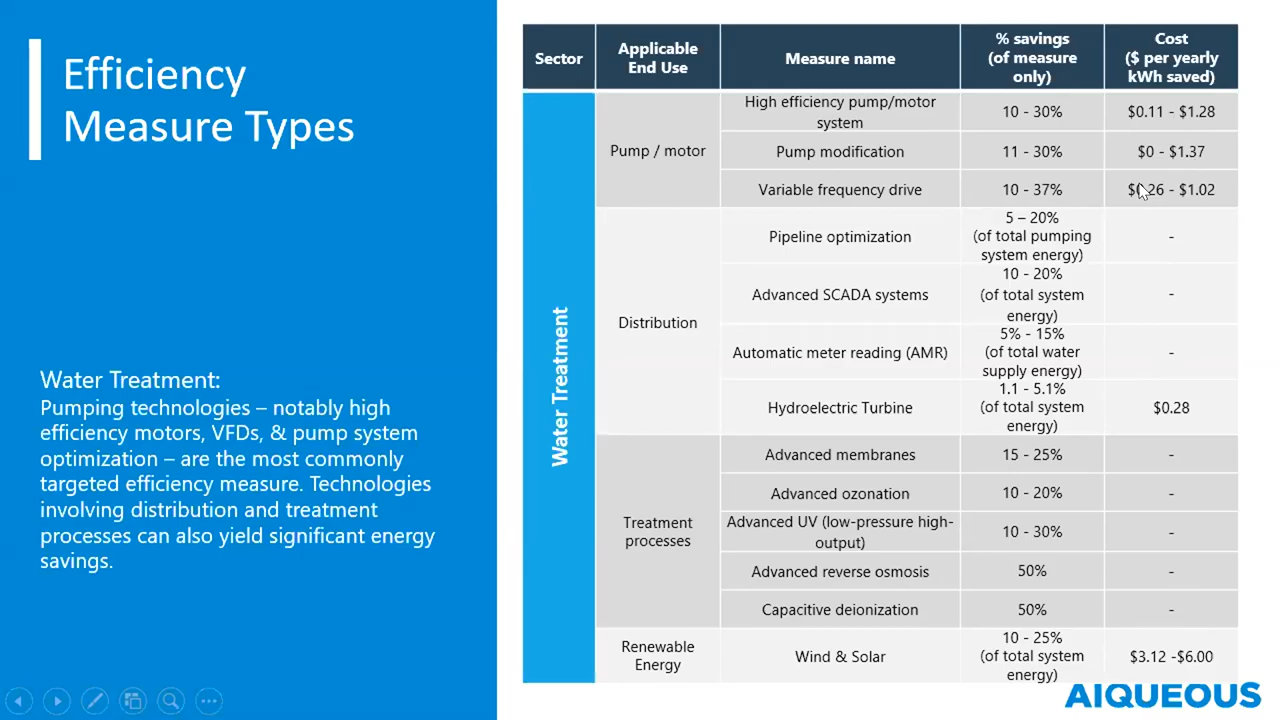 Efficiency
Measure Types
Water Treatment:
Pumping technologies – notably high
efficiency motors, VFDs, & pump system
optimization – are the most commonly
targeted efficiency measure. Technologies
involving distribution and treatment
processes can also yield significant energy
savings.
Sector
Applicable
End Use
Measure name
% savings
(of measure
only)
Cost
($ per yearly
kWh saved)
Water Treatment
Pump / motor
High efficiency pump/motor
system
10 - 30%
$0.11 - $1.28
Pump modification
11 - 30%
$0 - $1.37
Variable frequency drive
10 - 37%
$0.26 - $1.02
Distribution
Pipeline optimization
5 – 20%
(of total pumping
system energy)
-
Advanced SCADA systems
10 - 20%
(of total system
energy)
-
Automatic meter reading (AMR)
5% - 15%
(of total water
supply energy)
-
Hydroelectric Turbine
1.1 - 5.1%
(of total system
energy)
$0.28
Treatment
processes
Advanced membranes
15 - 25%
-
Advanced ozonation
10 - 20%
-
Advanced UV (low-pressure high-
output)
10 - 30%
-
Advanced reverse osmosis
50%
-
Capacitive deionization
50%
-
Renewable
Energy
Wind & Solar
10 - 25%
(of total system
energy)
$3.12 -$6.00
AIQUEOUS